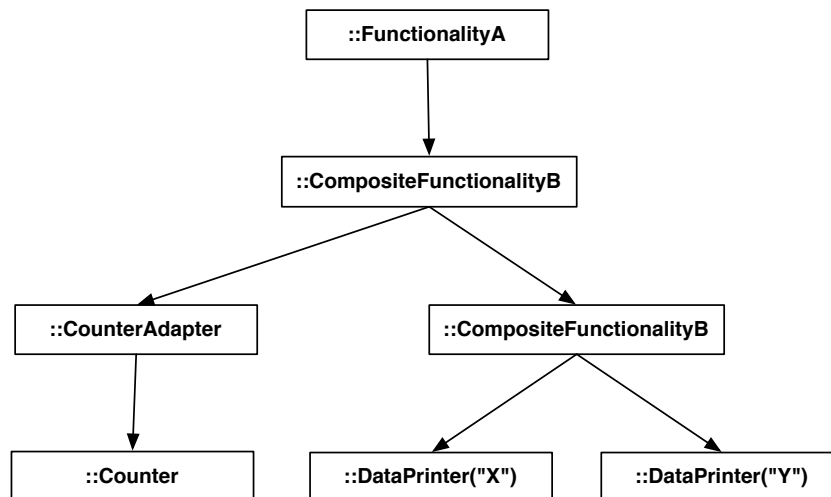 ::FunctionalityA
::CompositeFunctionalityB
::CounterAdapter
::CompositeFunctionalityB
::Counter
::DataPrinter("X")
::DataPrinter("Y")